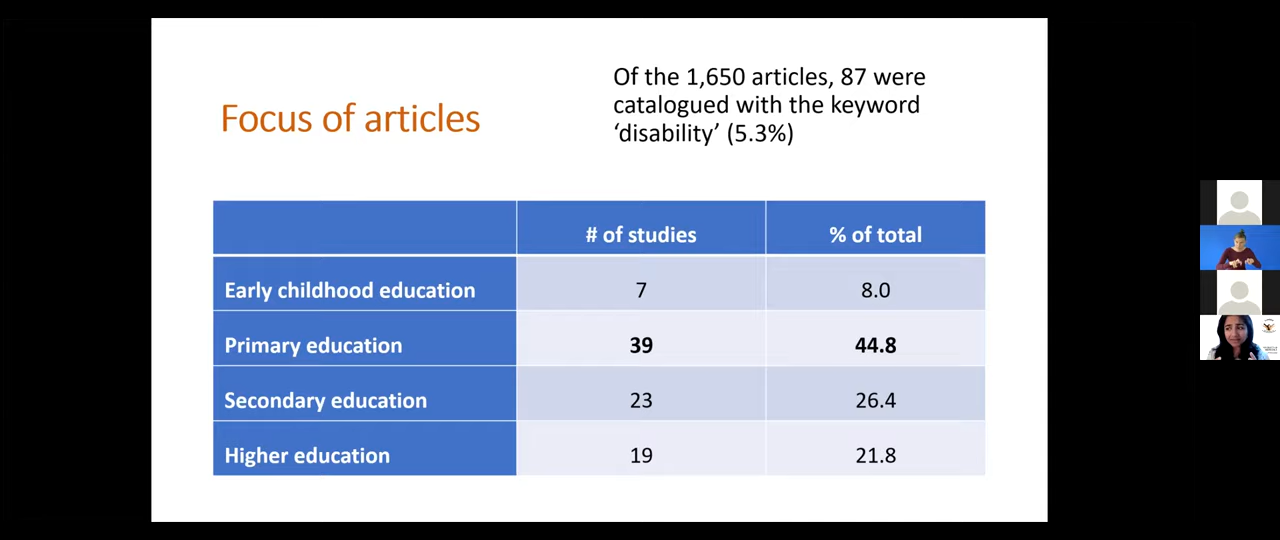 Focus of articles
Of the 1,650 articles, 87 were
catalogued with the keyword
‘disability’ (5.3%)
# of studies % of total
Early childhood education 7 8.0
Primary education 39 44.8
Secondary education 23 26.4
Higher education 19 21.8